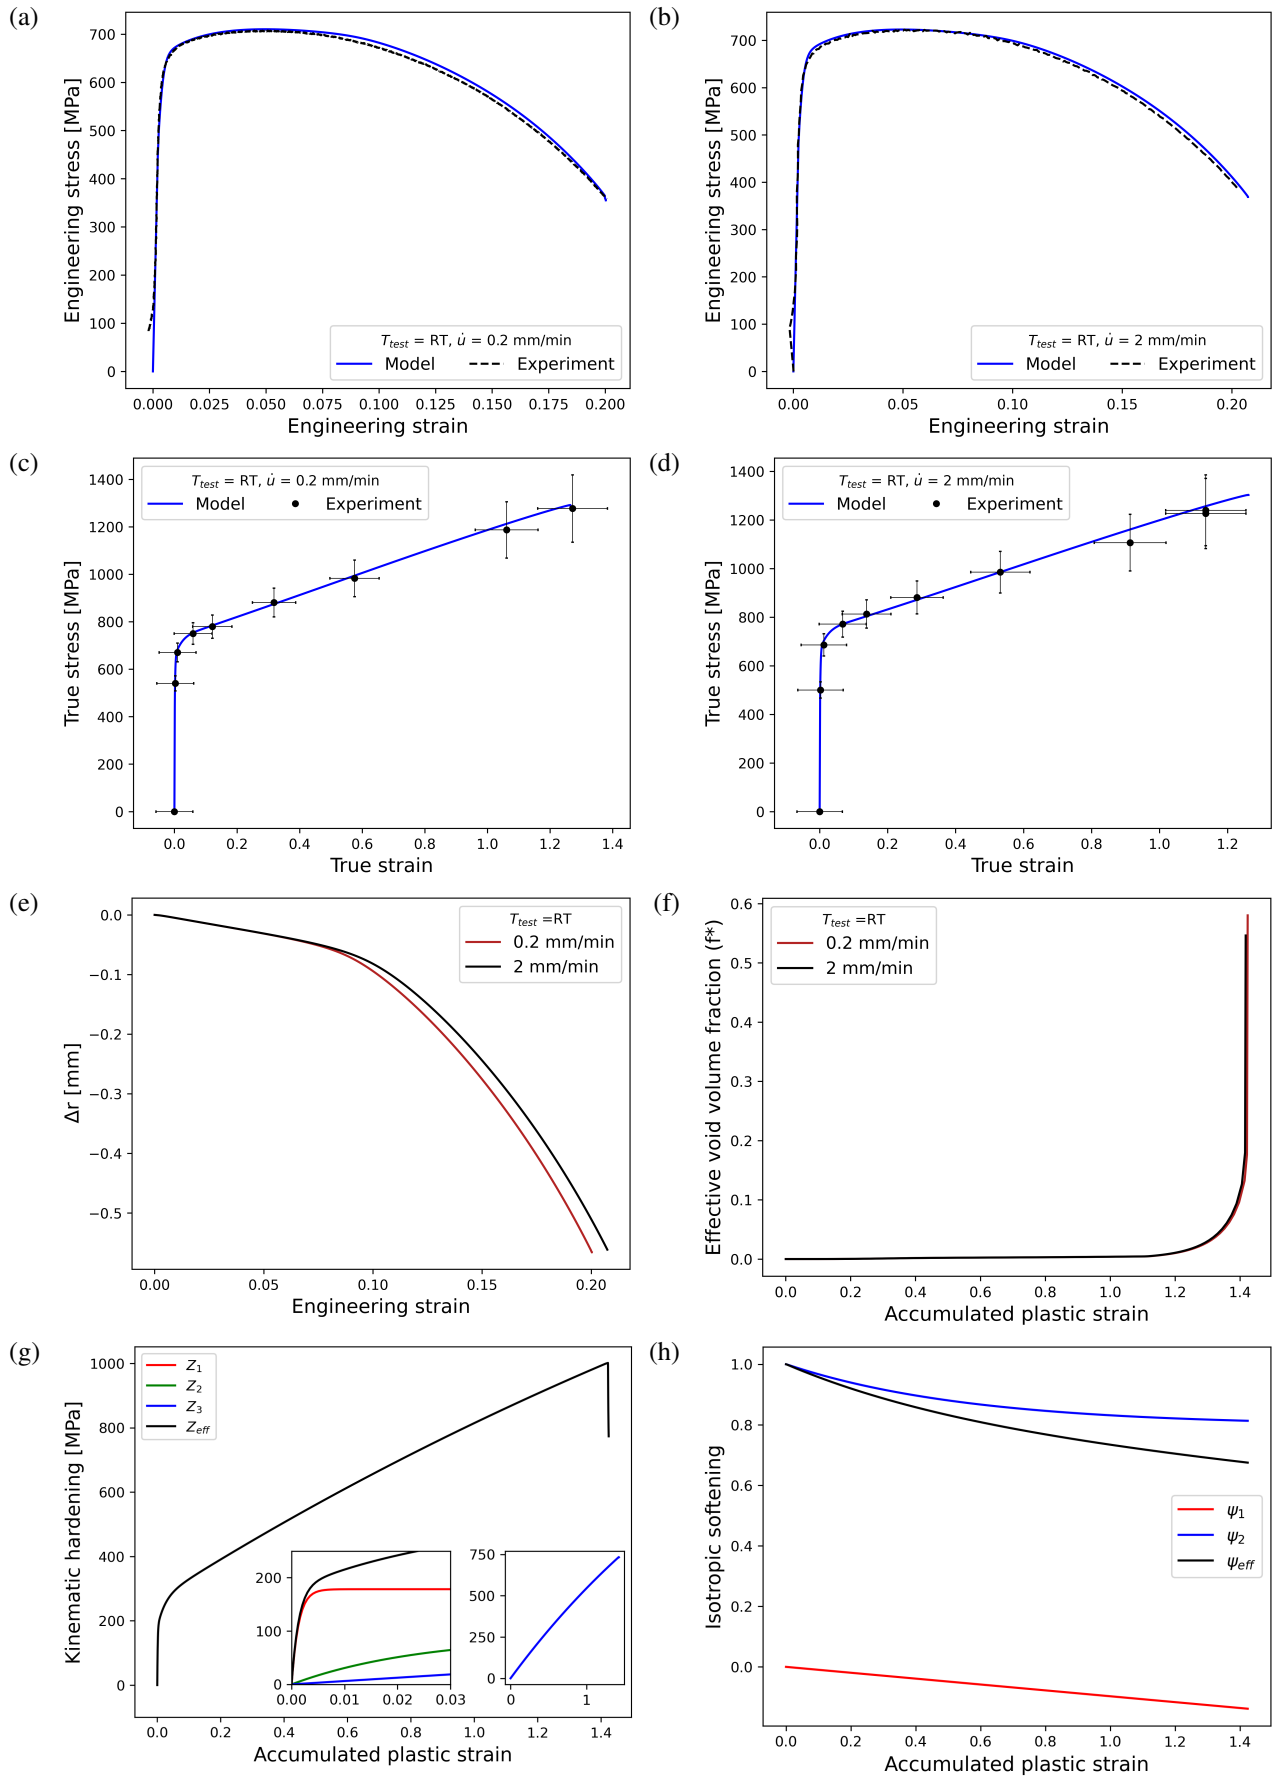 (a)
700
600
500
400
300
200
100
0
Engineering stress [MPa]
T_test = RT, u̇ = 0.2 mm/min
Model Experiment
0.000 0.025 0.050 0.075 0.100 0.125 0.150 0.175 0.200
Engineering strain
(b)
700
600
500
400
300
200
100
0
Engineering stress [MPa]
T_test = RT, u̇ = 2 mm/min
Model Experiment
0.00 0.05 0.10 0.15 0.20
Engineering strain
(c)
T_test = RT, u̇ = 0.2 mm/min
Model Experiment
1400
1200
1000
800
600
400
200
0
True stress [MPa]
0.0 0.2 0.4 0.6 0.8 1.0 1.2 1.4
True strain
(d)
T_test = RT, u̇ = 2 mm/min
Model Experiment
1400
1200
1000
800
600
400
200
0
True stress [MPa]
0.0 0.2 0.4 0.6 0.8 1.0 1.2
True strain
(e)
T_test =RT
0.2 mm/min
2 mm/min
0.0
−0.1
−0.2
−0.3
−0.4
−0.5
Δr [mm]
0.00 0.05 0.10 0.15 0.20
Engineering strain
(f)
T_test =RT
0.2 mm/min
2 mm/min
0.6
0.5
0.4
0.3
0.2
0.1
0.0
Effective void volume fraction (f*)
0.0 0.2 0.4 0.6 0.8 1.0 1.2 1.4
Accumulated plastic strain
(g)
Z_1
Z_2
Z_3
Z_eff
1000
800
600
400
200
0
Kinematic hardening [MPa]
200
100
0
0.00 0.01 0.02 0.03
750
500
250
0
0 1
0.0 0.2 0.4 0.6 0.8 1.0 1.2 1.4
Accumulated plastic strain
(h)
1.0
0.8
0.6
0.4
0.2
0.0
Isotropic softening
ψ_1
ψ_2
ψ_eff
0.0 0.2 0.4 0.6 0.8 1.0 1.2 1.4
Accumulated plastic strain